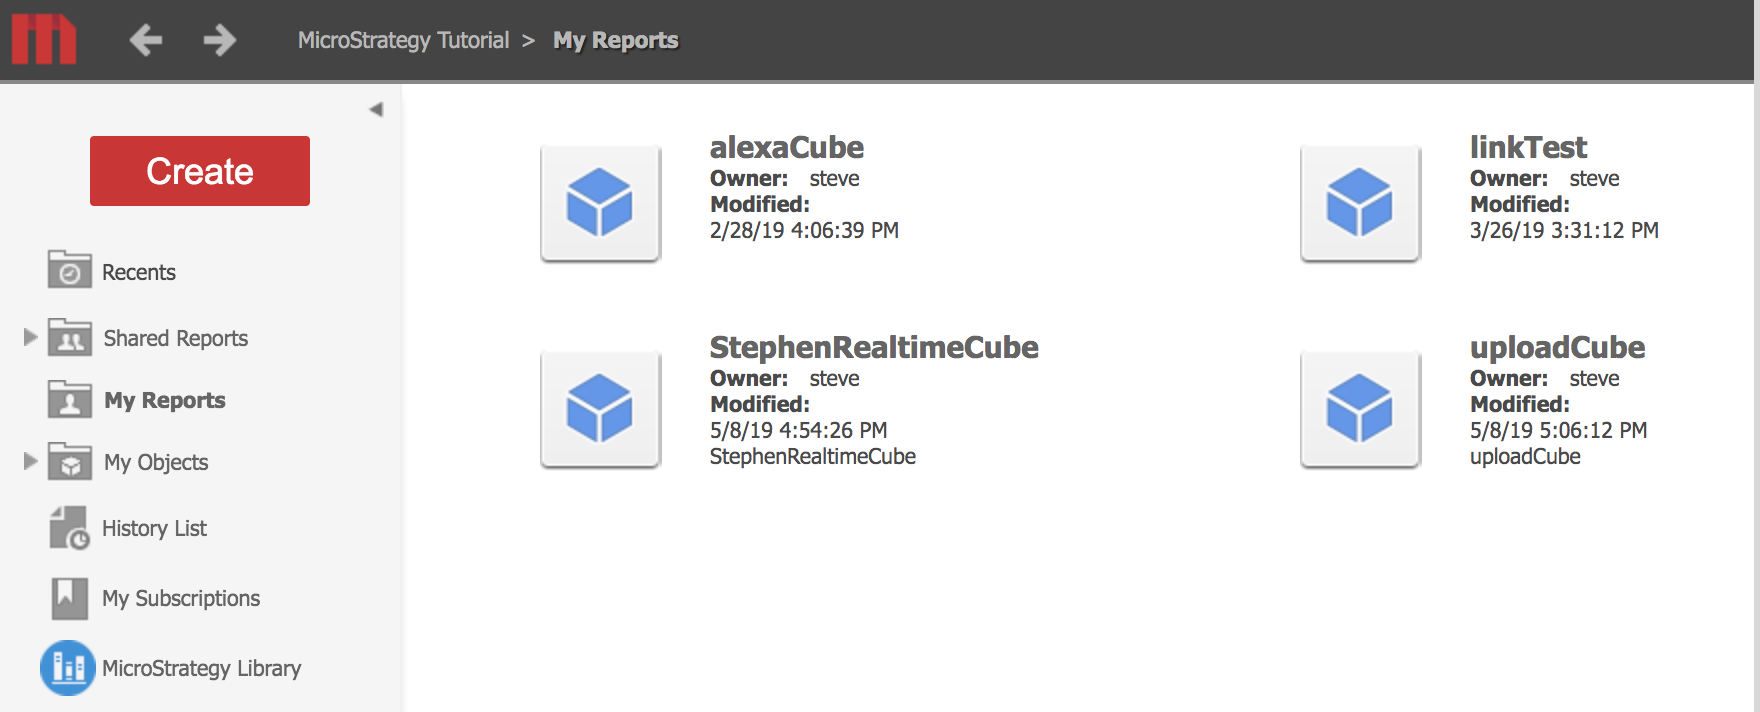 MicroStrategy Tutorial > My Reports
Create
Recents
Shared Reports
My Reports
My Objects
History List
My Subscriptions
MicroStrategy Library
alexaCube
Owner: steve
Modified:
2/28/19 4:06:39 PM
linkTest
Owner: steve
Modified:
3/26/19 3:31:12 PM
StephenRealtimeCube
Owner: steve
Modified:
5/8/19 4:54:26 PM
StephenRealtimeCube
uploadCube
Owner: steve
Modified:
5/8/19 5:06:12 PM
uploadCube